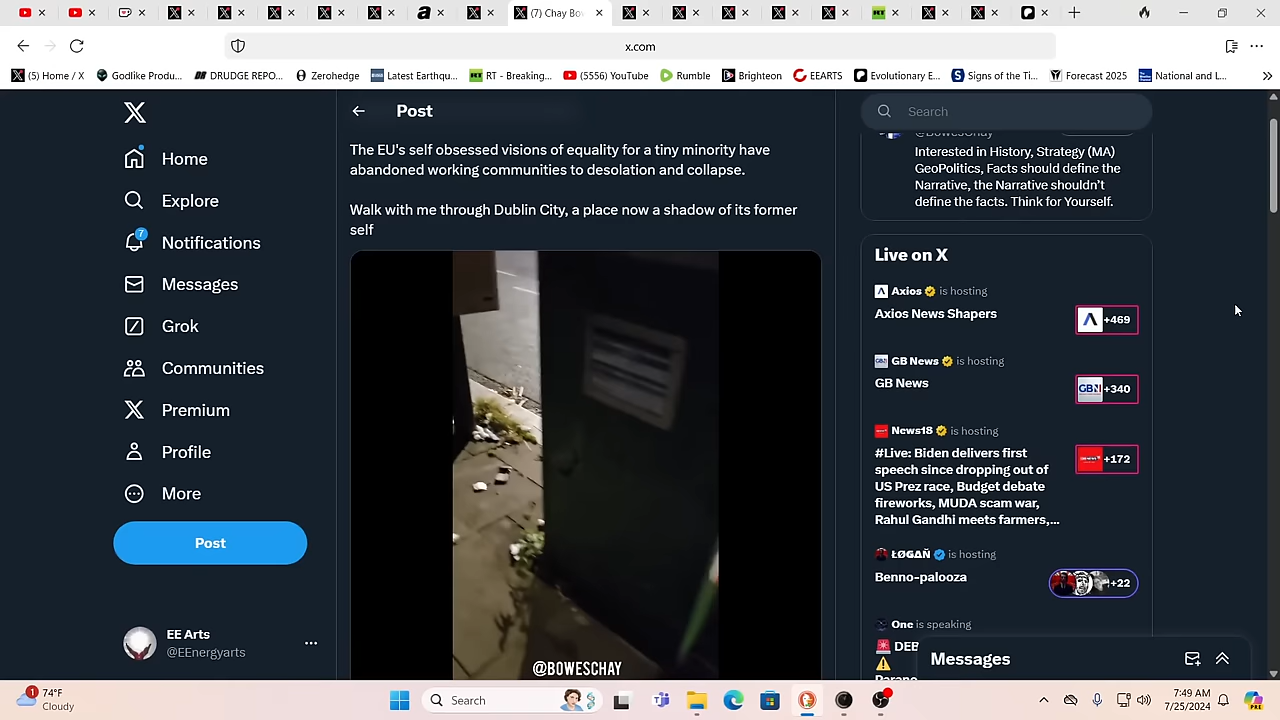 (7) Chay Bo
x.com
(5) Home / X
Godlike Produ...
DRUDGE REPO...
Zerohedge
Latest Earthqu...
RT - Breaking...
(5556) YouTube
Rumble
Brighteon
EEARTS
Evolutionary E...
Signs of the Ti...
Forecast 2025
National and L...
Home
Explore
7
Notifications
Messages
Grok
Communities
Premium
Profile
More
Post
EE Arts
@EEnergyarts
Post
The EU's self obsessed visions of equality for a tiny minority have
abandoned working communities to desolation and collapse.
Walk with me through Dublin City, a place now a shadow of its former
self
@BOWESCHAY
Search
@BowesChay
Interested in History, Strategy (MA)
GeoPolitics, Facts should define the
Narrative, the Narrative shouldn't
define the facts. Think for Yourself.
Live on X
Axios is hosting
Axios News Shapers
+469
GB News is hosting
GB News
GBN +340
News18 is hosting
#Live: Biden delivers first
speech since dropping out of
US Prez race, Budget debate
fireworks, MUDA scam war,
Rahul Gandhi meets farmers,...
+172
ŁØGΔŇ is hosting
Benno-palooza
+22
One is speaking
DEB
Messages
1
74°F
Cloudy
Search
7:49 AM
7/25/2024
PRE